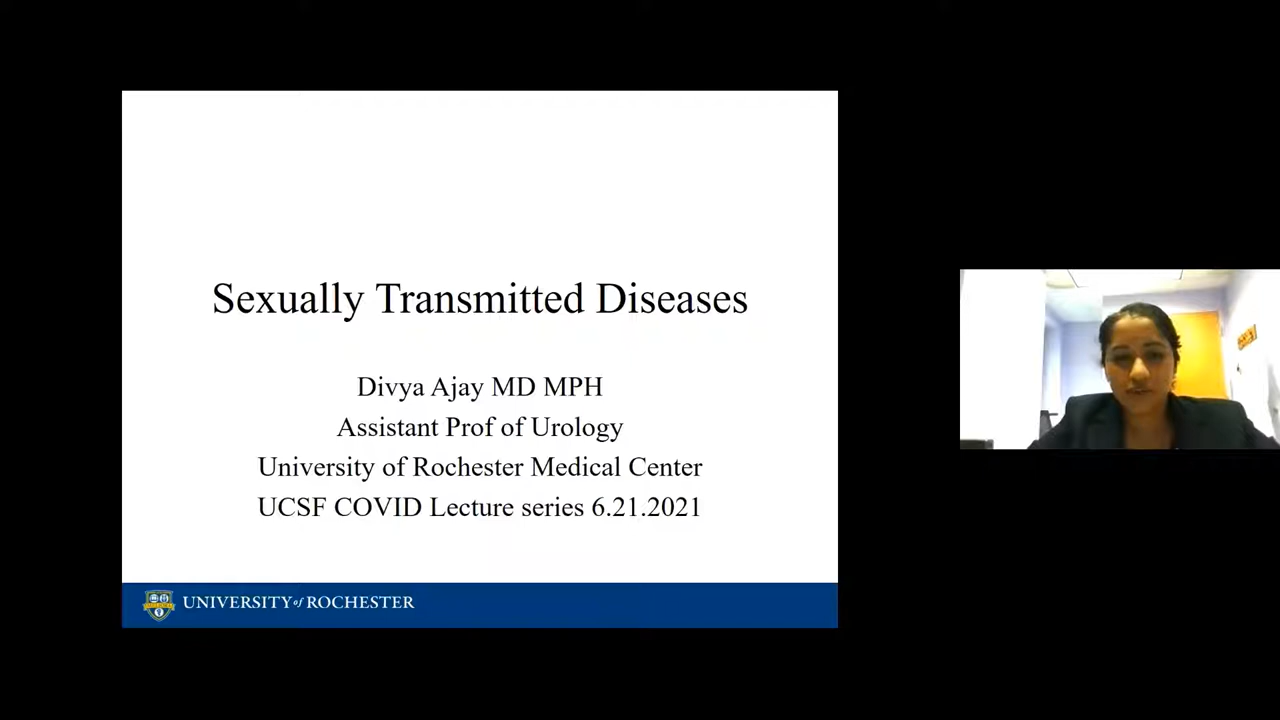 Sexually Transmitted Diseases
Divya Ajay MD MPH
Assistant Prof of Urology
University of Rochester Medical Center
UCSF COVID Lecture series 6.21.2021
UNIVERSITY of ROCHESTER